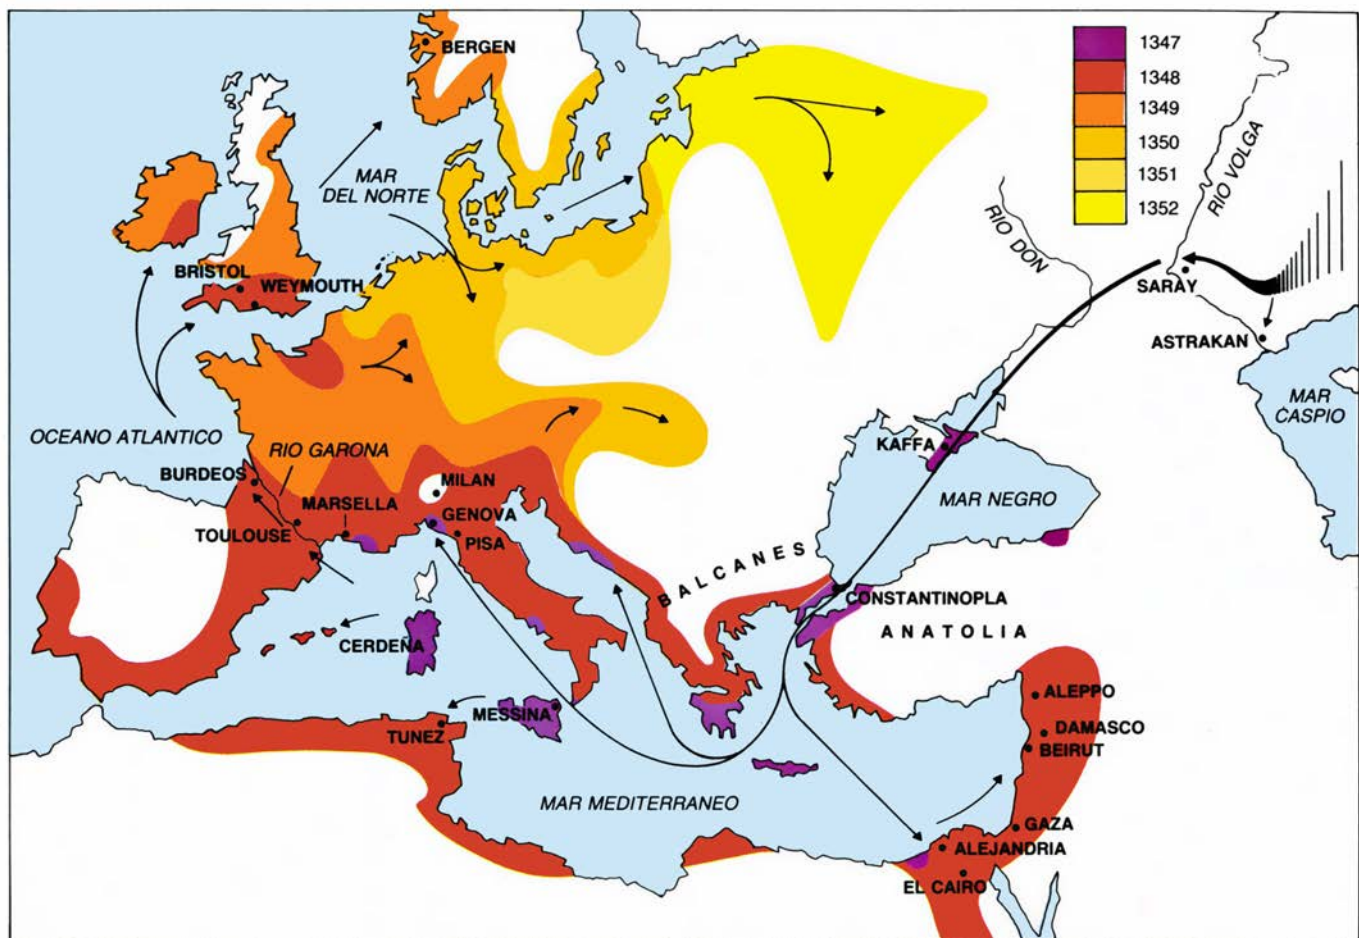 BERGEN
1347
1348
1349
1350
1351
1352
MAR
DEL NORTE
RIO VOLGA
RIO DON
BRISTOL
WEYMOUTH
SARAY
ASTRAKAN
MAR
CASPIO
OCEANO ATLANTICO
RIO GARONA
KAFFA
BURDEOS
MILAN
MAR NEGRO
MARSELLA
GENOVA
TOULOUSE
PISA
BALCANES
CONSTANTINOPLA
ANATOLIA
CERDEÑA
ALEPPO
MESSINA
DAMASCO
TUNEZ
BEIRUT
MAR MEDITERRANEO
GAZA
ALEJANDRIA
EL CAIRO